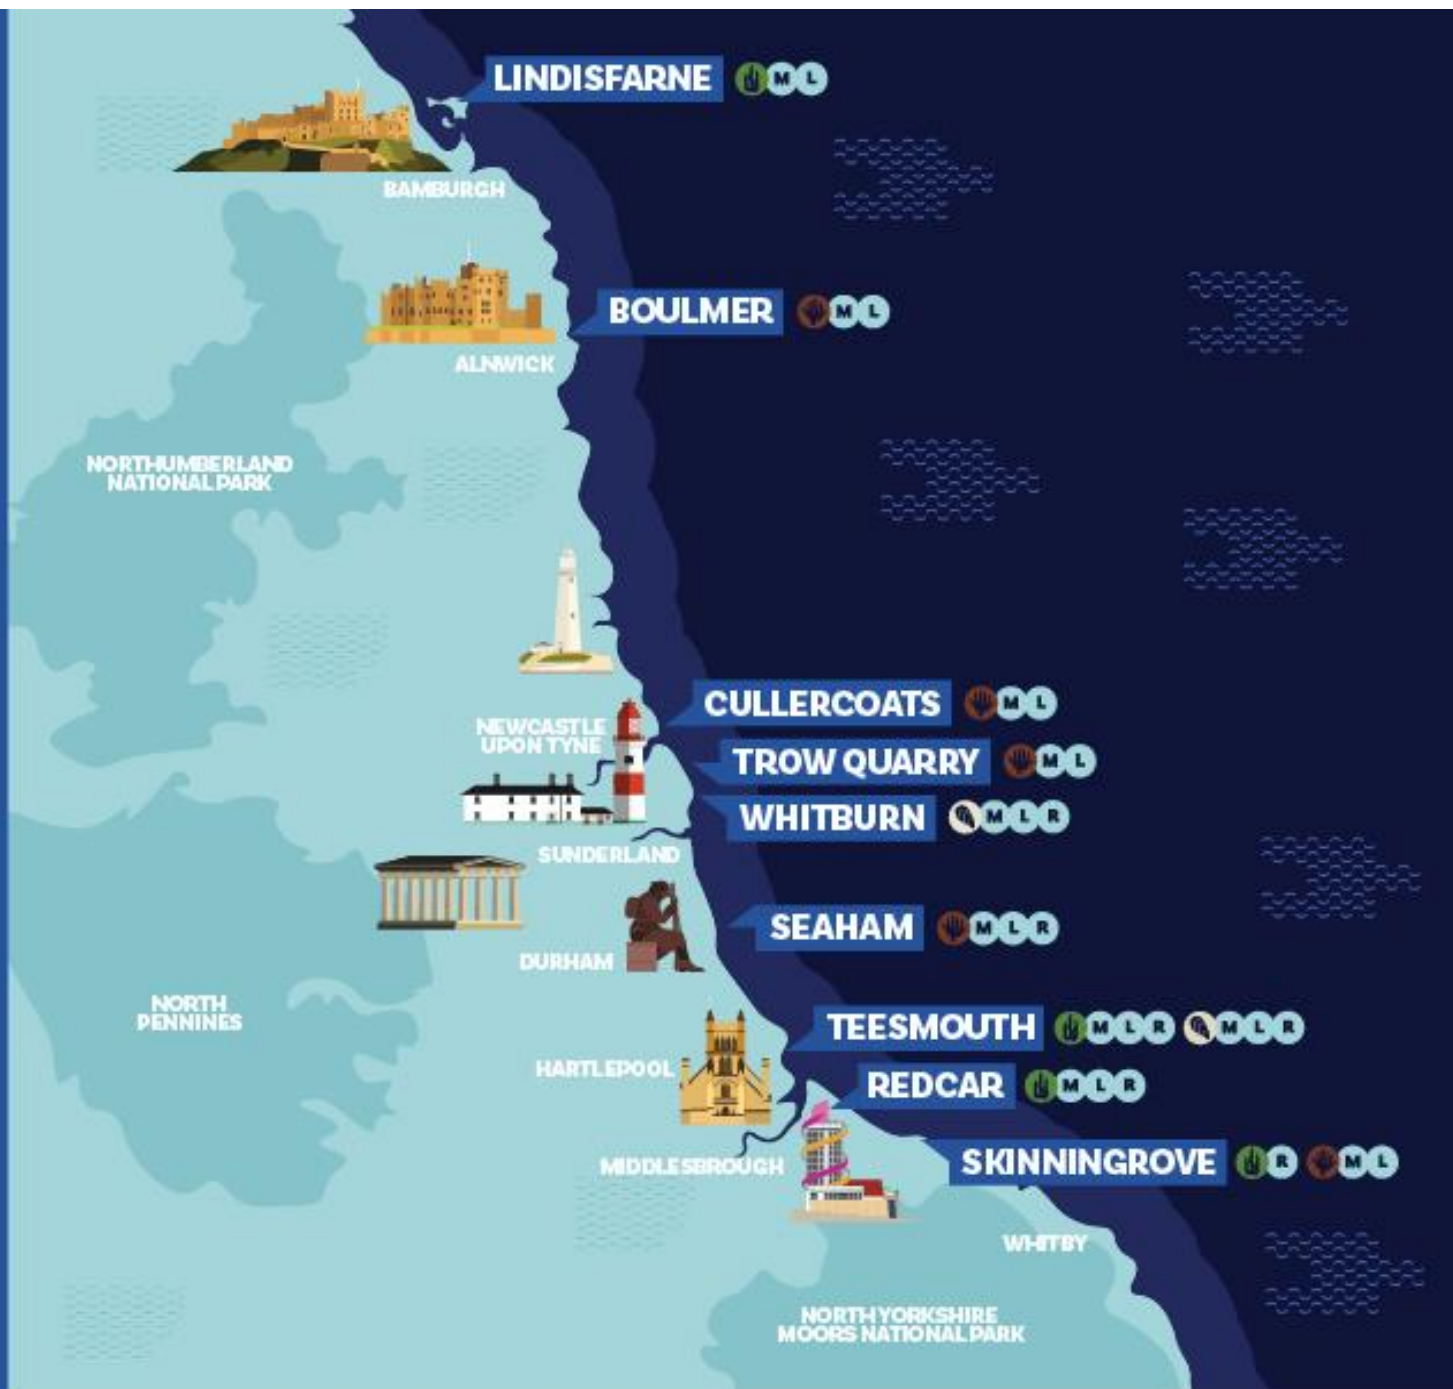 LINDISFARNE M L
BAMBURGH
BOULMER M L
ALNWICK
NORTHUMBERLAND
NATIONAL PARK
CULLERCOATS M L
NEWCASTLE
UPON TYNE
TROW QUARRY M L
WHITBURN M L R
SUNDERLAND
SEAHAM M L R
DURHAM
NORTH
PENNINES
TEESMOUTH M L R M L R
HARTLEPOOL
REDCAR M L R
MIDDLESBROUGH
SKINNINGROVE R M L
WHITBY
NORTH YORKSHIRE
MOORS NATIONAL PARK